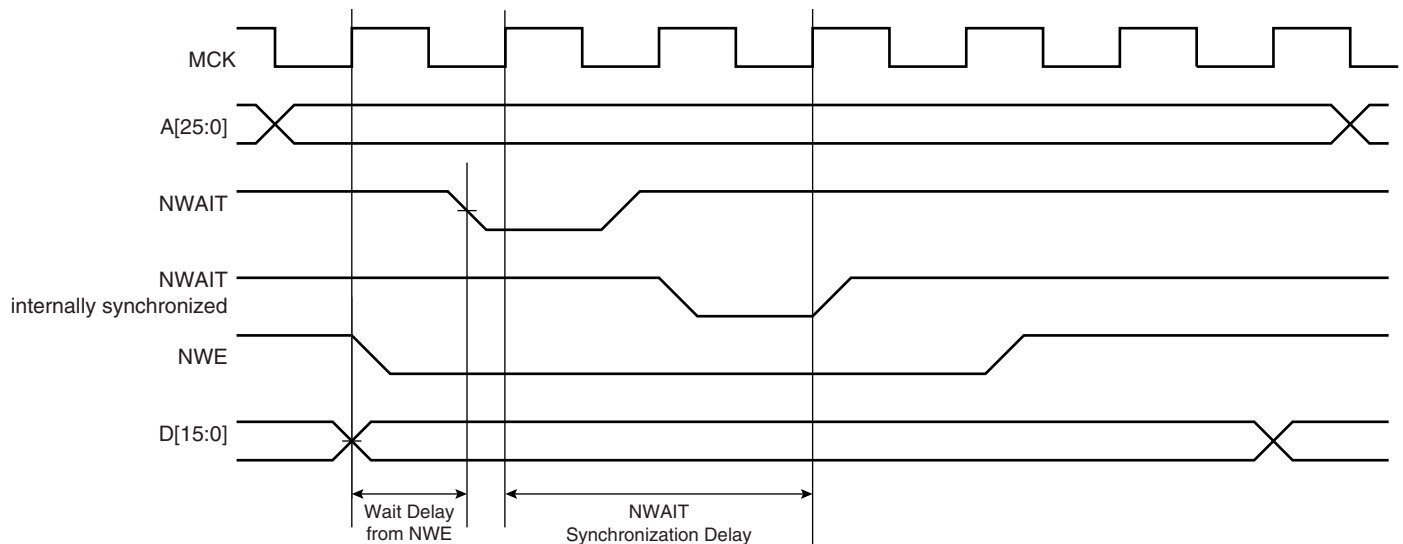 MCK
A[25:0]
NWAIT
NWAIT
internally synchronized
NWE
D[15:0]
Wait Delay
from NWE
NWAIT
Synchronization Delay